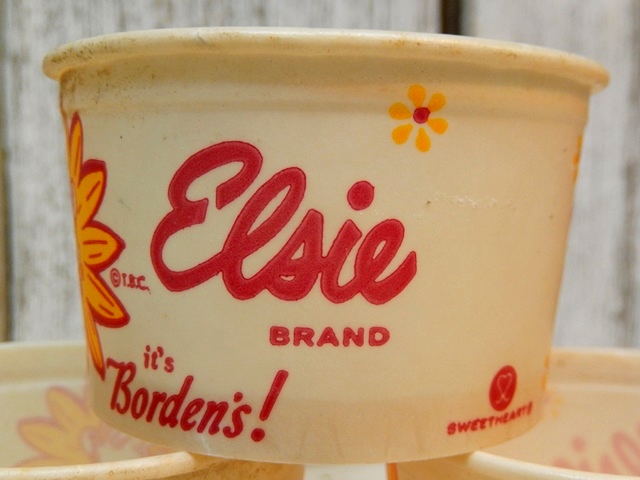 Elsie
BRAND
©T.B.C.
it's
Borden's!
SWEETHEART®